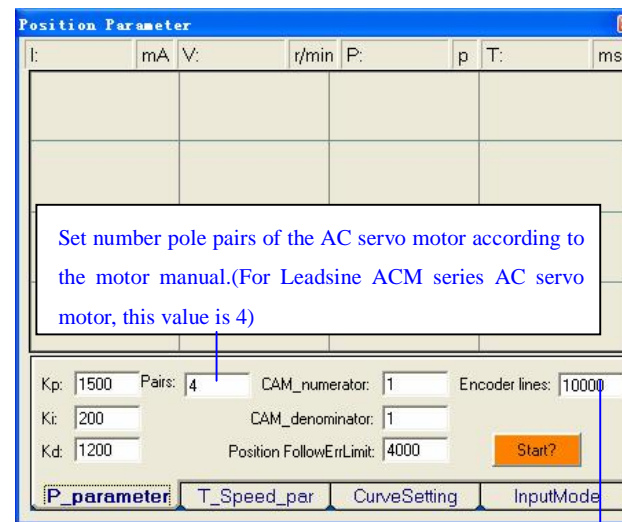 Position Parameter
I: mA V: r/min P: p T: ms
Set number pole pairs of the AC servo motor according to
the motor manual.(For Leadsine ACM series AC servo
motor, this value is 4)
Kp: 1500 Pairs: 4 CAM_numerator: 1 Encoder lines: 10000
Ki: 200 CAM_denominator: 1
Kd: 1200 Position FollowErrLimit: 4000 Start?
P_parameter T_Speed_par CurveSetting InputMode